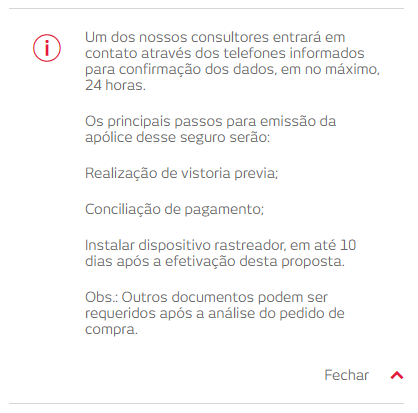 Um dos nossos consultores entrará em
contato através dos telefones informados
para confirmação dos dados, em no máximo,
24 horas.
Os principais passos para emissão da
apólice desse seguro serão:
Realização de vistoria previa;
Conciliação de pagamento;
Instalar dispositivo rastreador, em até 10
dias após a efetivação desta proposta.
Obs.: Outros documentos podem ser
requeridos após a análise do pedido de
compra.
Fechar